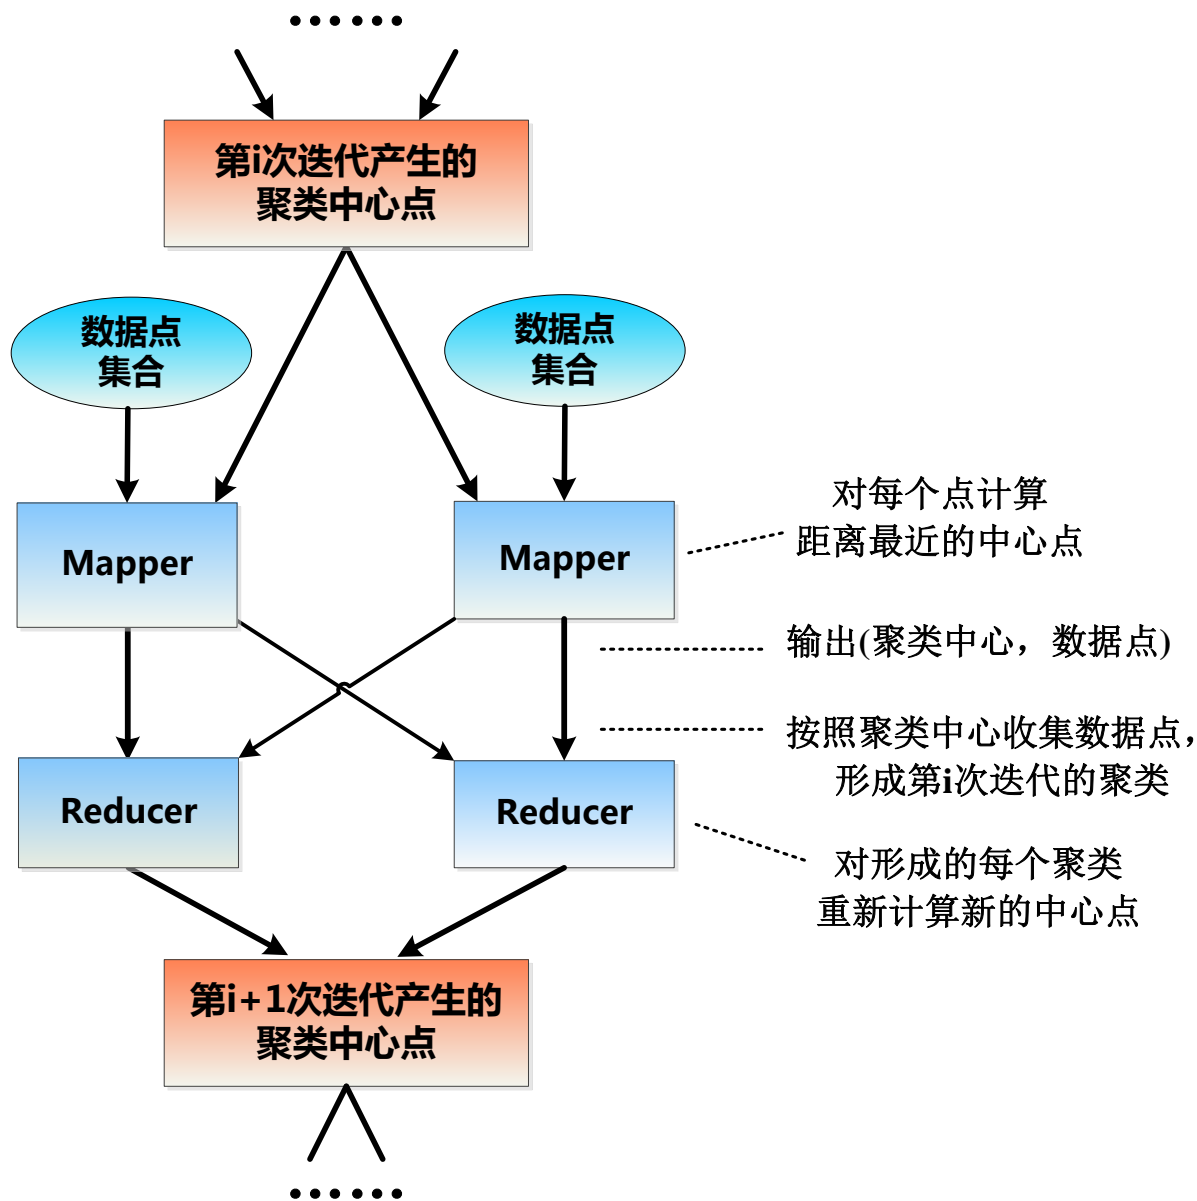 ......
第i次迭代产生的
聚类中心点
数据点
集合
数据点
集合
对每个点计算
距离最近的中心点
Mapper
Mapper
输出(聚类中心，数据点)
按照聚类中心收集数据点，
形成第i次迭代的聚类
Reducer
Reducer
对形成的每个聚类
重新计算新的中心点
第i+1次迭代产生的
聚类中心点
......